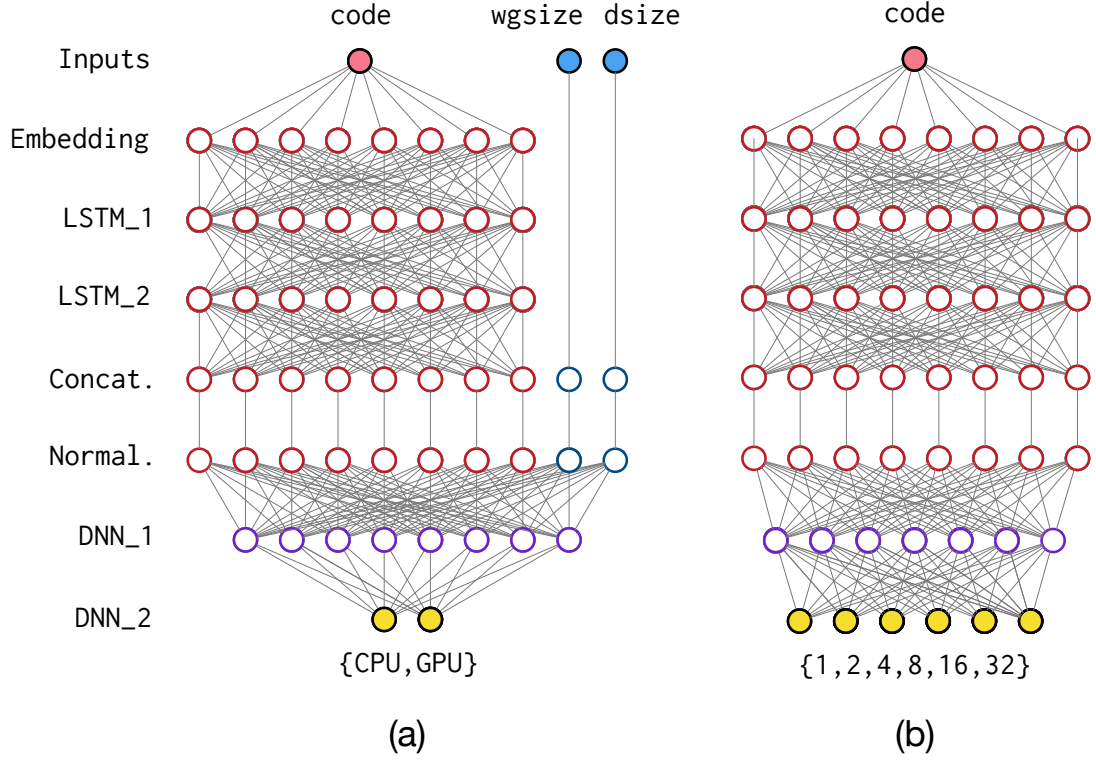 code wgsize dsize code
Inputs
Embedding
LSTM_1
LSTM_2
Concat.
Normal.
DNN_1
DNN_2
{CPU,GPU} {1,2,4,8,16,32}
(a) (b)